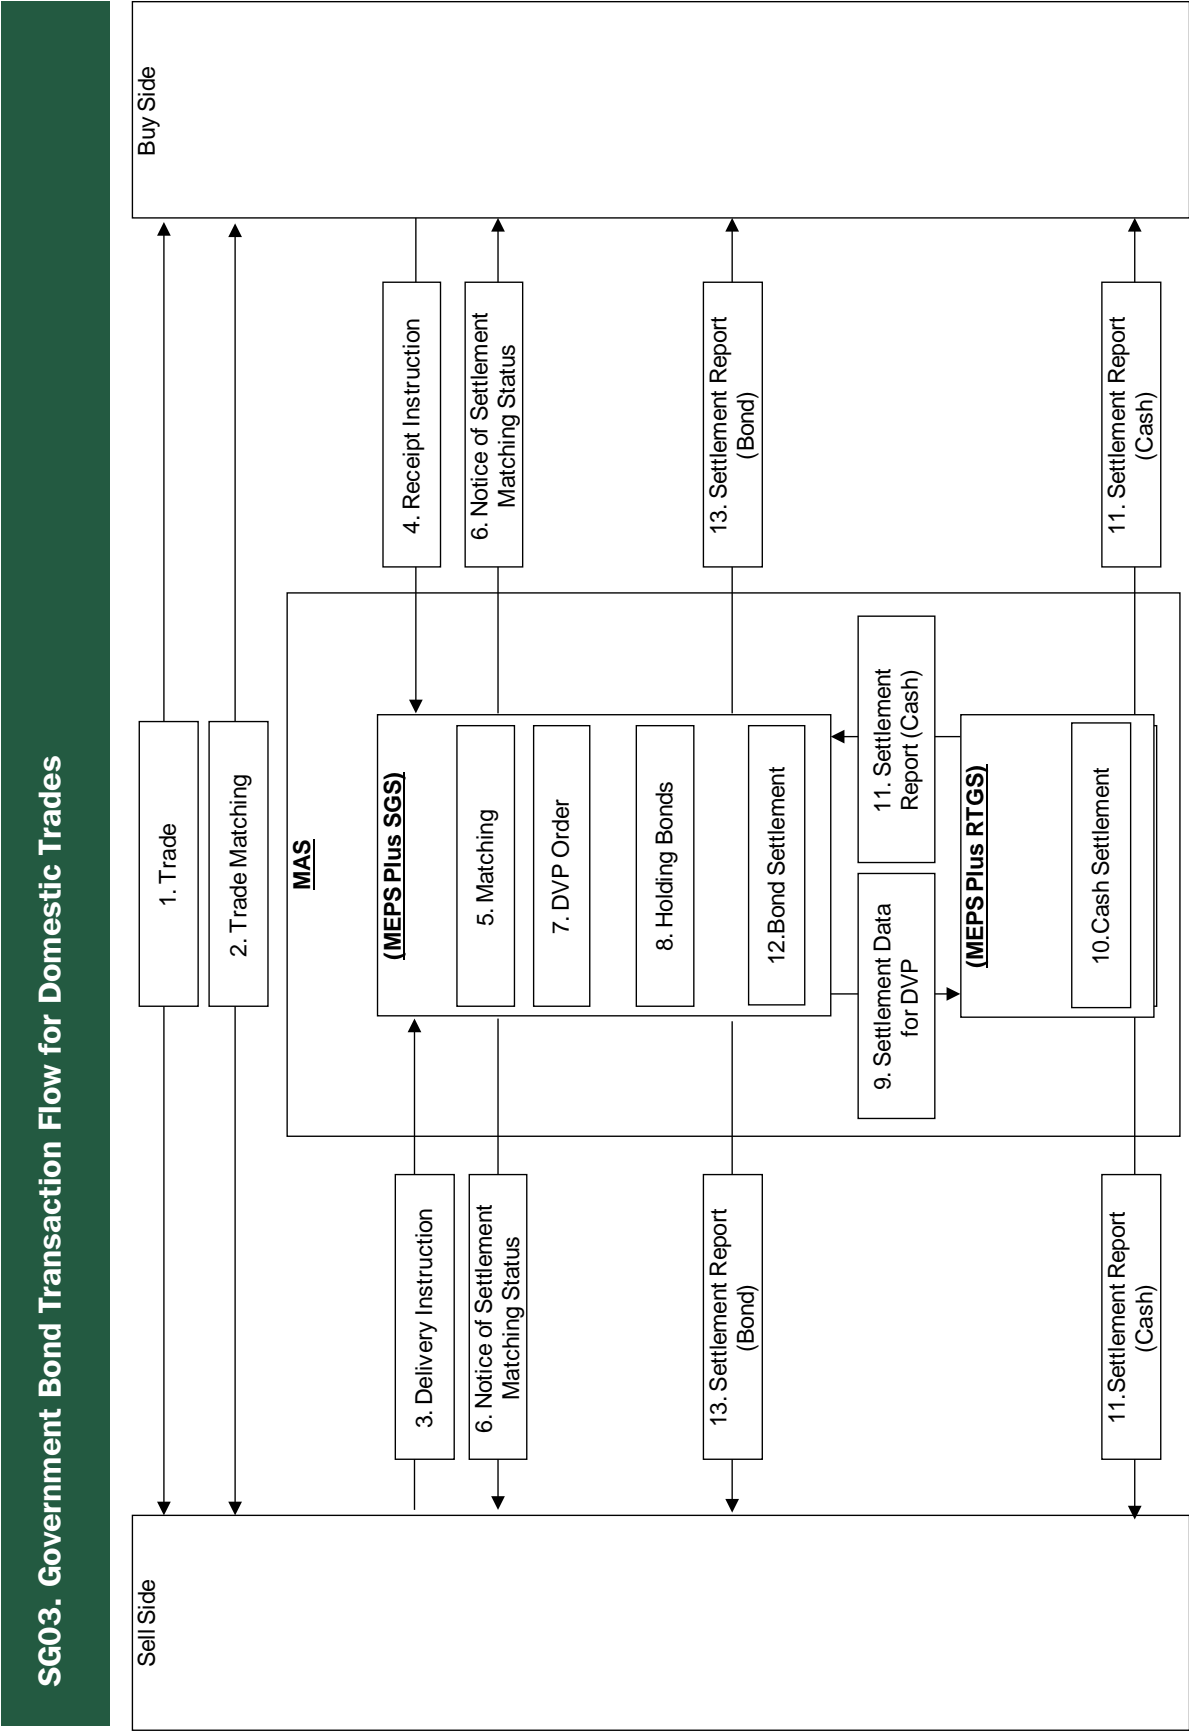 SG03. Government Bond Transaction Flow for Domestic Trades
Sell Side
Buy Side
1. Trade
2. Trade Matching
MAS
(MEPS Plus SGS)
3. Delivery Instruction
4. Receipt Instruction
5. Matching
6. Notice of Settlement
Matching Status
6. Notice of Settlement
Matching Status
7. DVP Order
8. Holding Bonds
13. Settlement Report
(Bond)
12.Bond Settlement
13. Settlement Report
(Bond)
9. Settlement Data
for DVP
11. Settlement
Report (Cash)
(MEPS Plus RTGS)
11.Settlement Report
(Cash)
10.Cash Settlement
11. Settlement Report
(Cash)